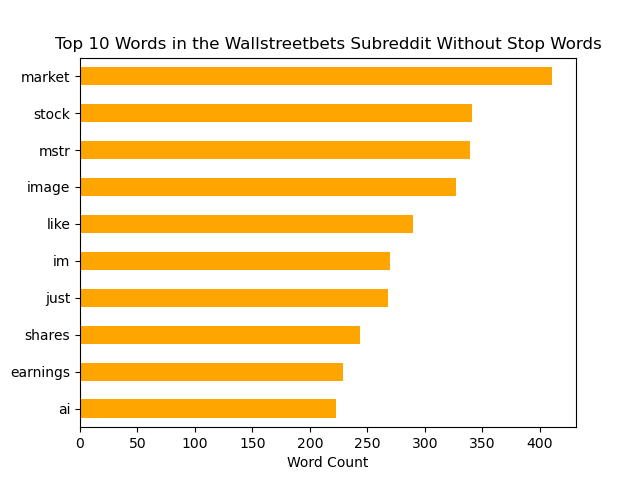 Top 10 Words in the Wallstreetbets Subreddit Without Stop Words
market
stock
mstr
image
like
im
just
shares
earnings
ai
0 50 100 150 200 250 300 350 400
Word Count